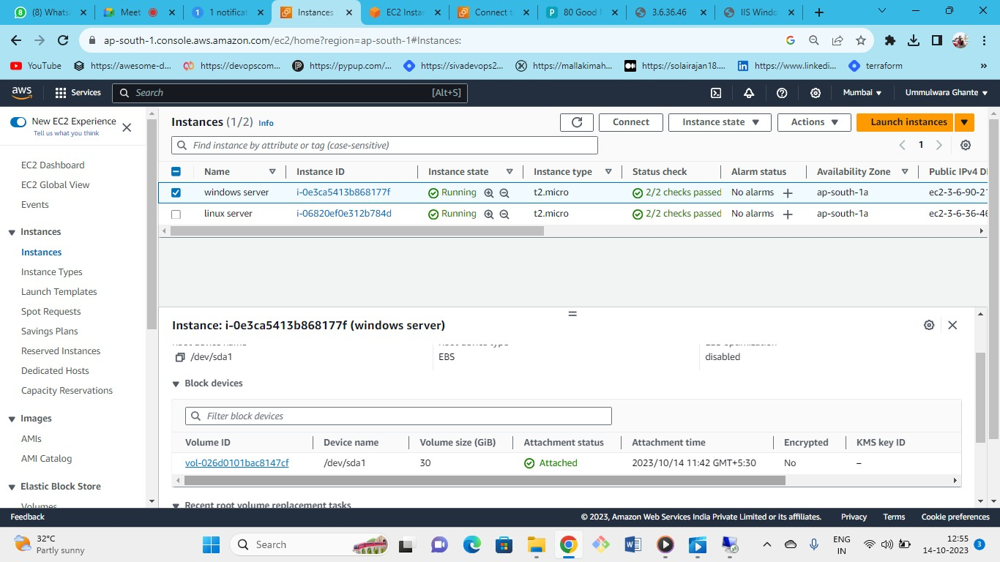 (8) Whats
Meet
1 notificat
Instances
EC2 Instan
Connect t
80 Good
3.6.36.46
IIS Windo
ap-south-1.console.aws.amazon.com/ec2/home?region=ap-south-1#Instances:
YouTube
https://awesome-d...
https://devopscom...
https://pypup.com/...
https://sivadevops2...
https://mallakimah...
https://solairajan18....
https://www.linkedi...
terraform
aws
Services
Search
[Alt+S]
Mumbai
Ummulwara Ghante
New EC2 Experience
Tell us what you think
EC2 Dashboard
EC2 Global View
Events
Instances
Instances
Instance Types
Launch Templates
Spot Requests
Savings Plans
Reserved Instances
Dedicated Hosts
Capacity Reservations
Images
AMIs
AMI Catalog
Elastic Block Store
Volumes
Instances (1/2) Info
Connect
Instance state
Actions
Launch instances
Find instance by attribute or tag (case-sensitive)
1
Name Instance ID Instance state Instance type Status check Alarm status Availability Zone Public IPv4 D
windows server i-0e3ca5413b868177f Running t2.micro 2/2 checks passed No alarms + ap-south-1a ec2-3-6-90-21
linux server i-06820ef0e312b784d Running t2.micro 2/2 checks passed No alarms + ap-south-1a ec2-3-6-36-46
Instance: i-0e3ca5413b868177f (windows server)
/dev/sda1 EBS disabled
Block devices
Filter block devices
Volume ID Device name Volume size (GiB) Attachment status Attachment time Encrypted KMS key ID
vol-026d0101bac8147cf /dev/sda1 30 Attached 2023/10/14 11:42 GMT+5:30 No –
Recent root volume replacement tasks
Feedback
© 2023, Amazon Web Services India Private Limited or its affiliates.
Privacy
Terms
Cookie preferences
32°C
Partly sunny
Search
ENG
IN
12:55
14-10-2023
3